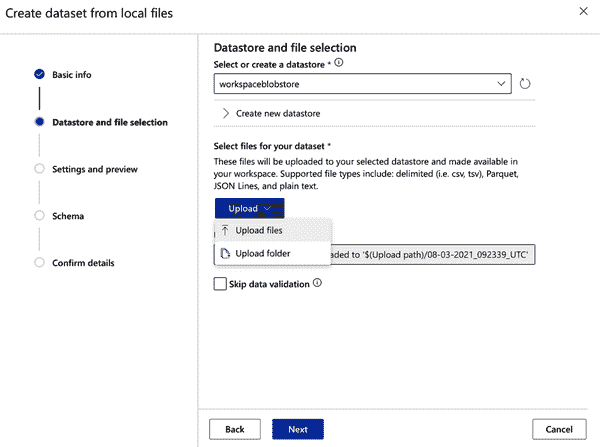 Create dataset from local files
Basic info
Datastore and file selection
Settings and preview
Schema
Confirm details
Datastore and file selection
Select or create a datastore *
workspaceblobstore
Create new datastore
Select files for your dataset *
These files will be uploaded to your selected datastore and made available in
your workspace. Supported file types include: delimited (i.e. csv, tsv), Parquet,
JSON Lines, and plain text.
Upload
Upload files
Upload folder
aded to '$(Upload path)/08-03-2021_092339_UTC'
Skip data validation
Back
Next
Cancel